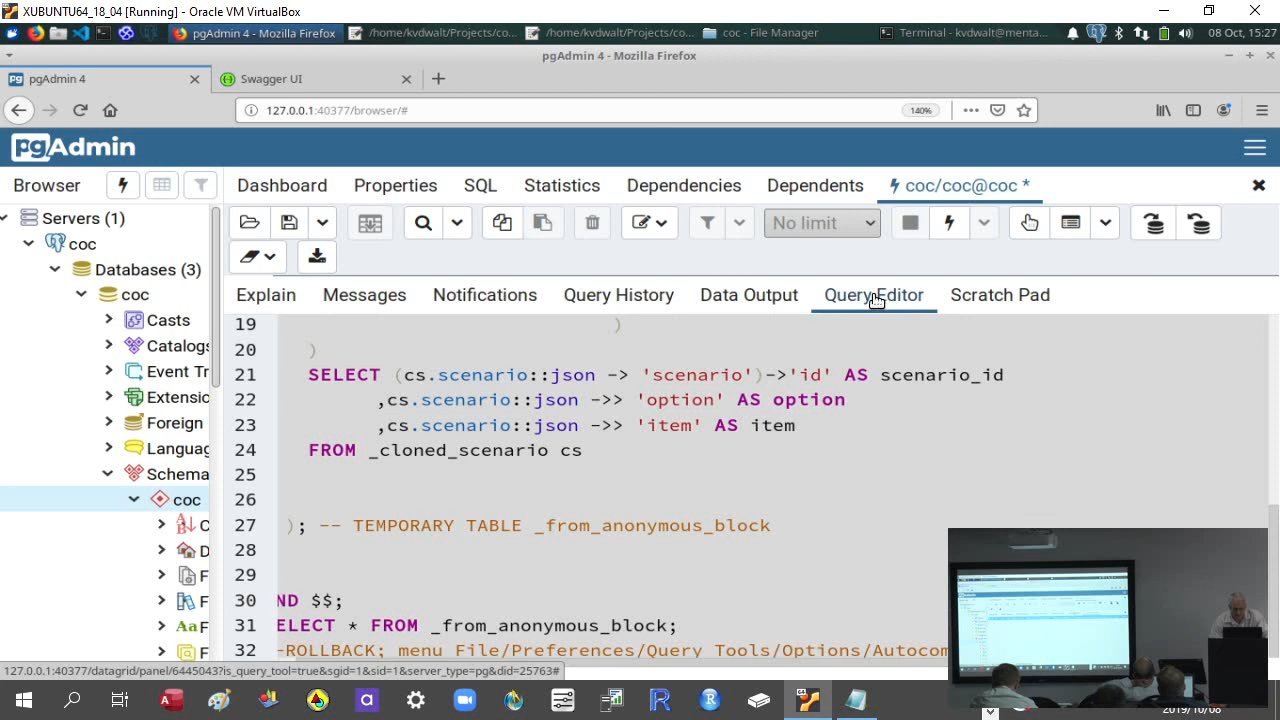 XUBUNTU64_18_04 [Running] - Oracle VM VirtualBox
pgAdmin 4 - Mozilla Firefox
/home/kvdwalt/Projects/co...
/home/kvdwalt/Projects/co...
coc - File Manager
Terminal - kvdwalt@menta...
08 Oct, 15:27
pgAdmin 4 - Mozilla Firefox
pgAdmin 4
Swagger UI
127.0.0.1:40377/browser/#
140%
pgAdmin
Browser
Dashboard
Properties
SQL
Statistics
Dependencies
Dependents
coc/coc@coc *
No limit
Explain
Messages
Notifications
Query History
Data Output
Query Editor
Scratch Pad
Servers (1)
coc
Databases (3)
coc
Casts
Catalogs
Event Tr
Extensio
Foreign
Languag
Schema
coc
C
D
F
F
Aa F
F
19 )
20 )
21 SELECT (cs.scenario::json -> 'scenario')->'id' AS scenario_id
22 ,cs.scenario::json ->> 'option' AS option
23 ,cs.scenario::json ->> 'item' AS item
24 FROM _cloned_scenario cs
25
26
27 ); -- TEMPORARY TABLE _from_anonymous_block
28
29
30 ND $$;
31 ELECT * FROM _from_anonymous_block;
32 -ROLLBACK; menu File/Preferences/Query Tools/Options/Autocom
127.0.0.1:40377/datagrid/panel/6445043?is_query_tool=true&sgid=1&sid=1&server_type=pg&did=25763#
2019/10/08